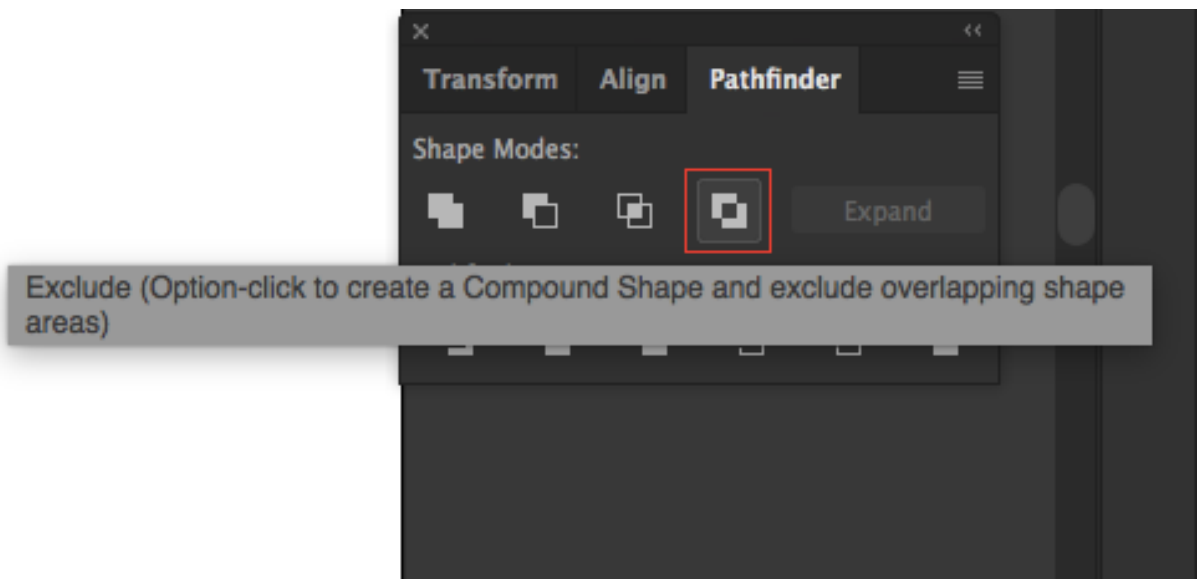 Transform Align Pathfinder
Shape Modes:
Expand
Exclude (Option-click to create a Compound Shape and exclude overlapping shape
areas)